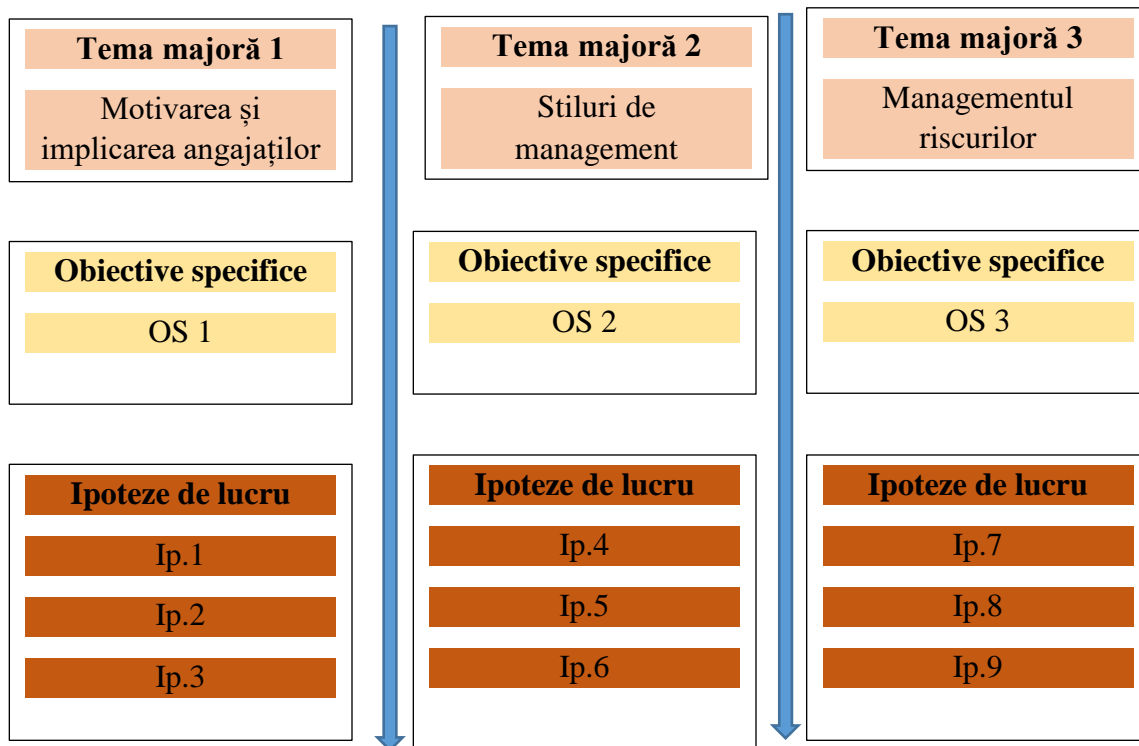 Tema majoră 1
Motivarea și
implicarea angajaților
Obiective specifice
OS 1
Ipoteze de lucru
Ip.1
Ip.2
Ip.3
Tema majoră 2
Stiluri de
management
Obiective specifice
OS 2
Ipoteze de lucru
Ip.4
Ip.5
Ip.6
Tema majoră 3
Managementul
riscurilor
Obiective specifice
OS 3
Ipoteze de lucru
Ip.7
Ip.8
Ip.9